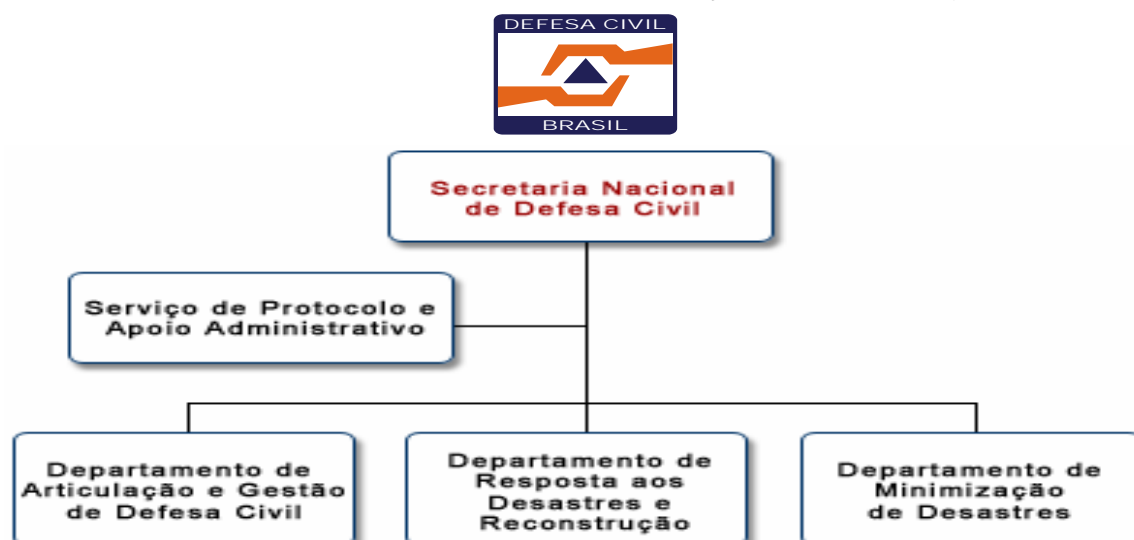 DEFESA CIVIL
BRASIL
Secretaria Nacional
de Defesa Civil
Serviço de Protocolo e
Apoio Administrativo
Departamento de
Articulação e Gestão
de Defesa Civil
Departamento de
Resposta aos
Desastres e
Reconstrução
Departamento de
Minimização
de Desastres